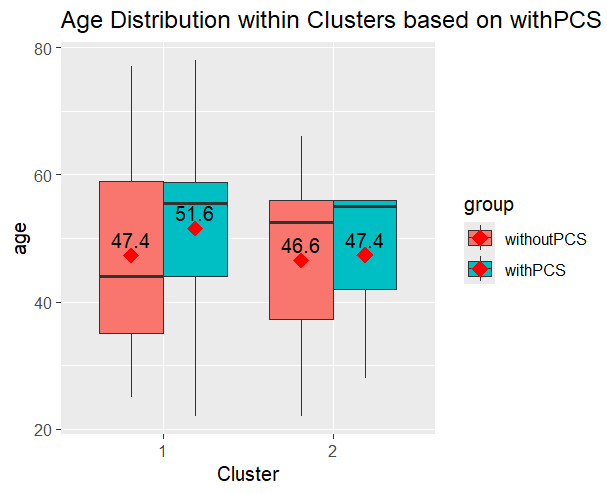 Age Distribution within Clusters based on withPCS
80
60
40
20
age
47.4
51.6
46.6
47.4
1
2
Cluster
group
withoutPCS
withPCS